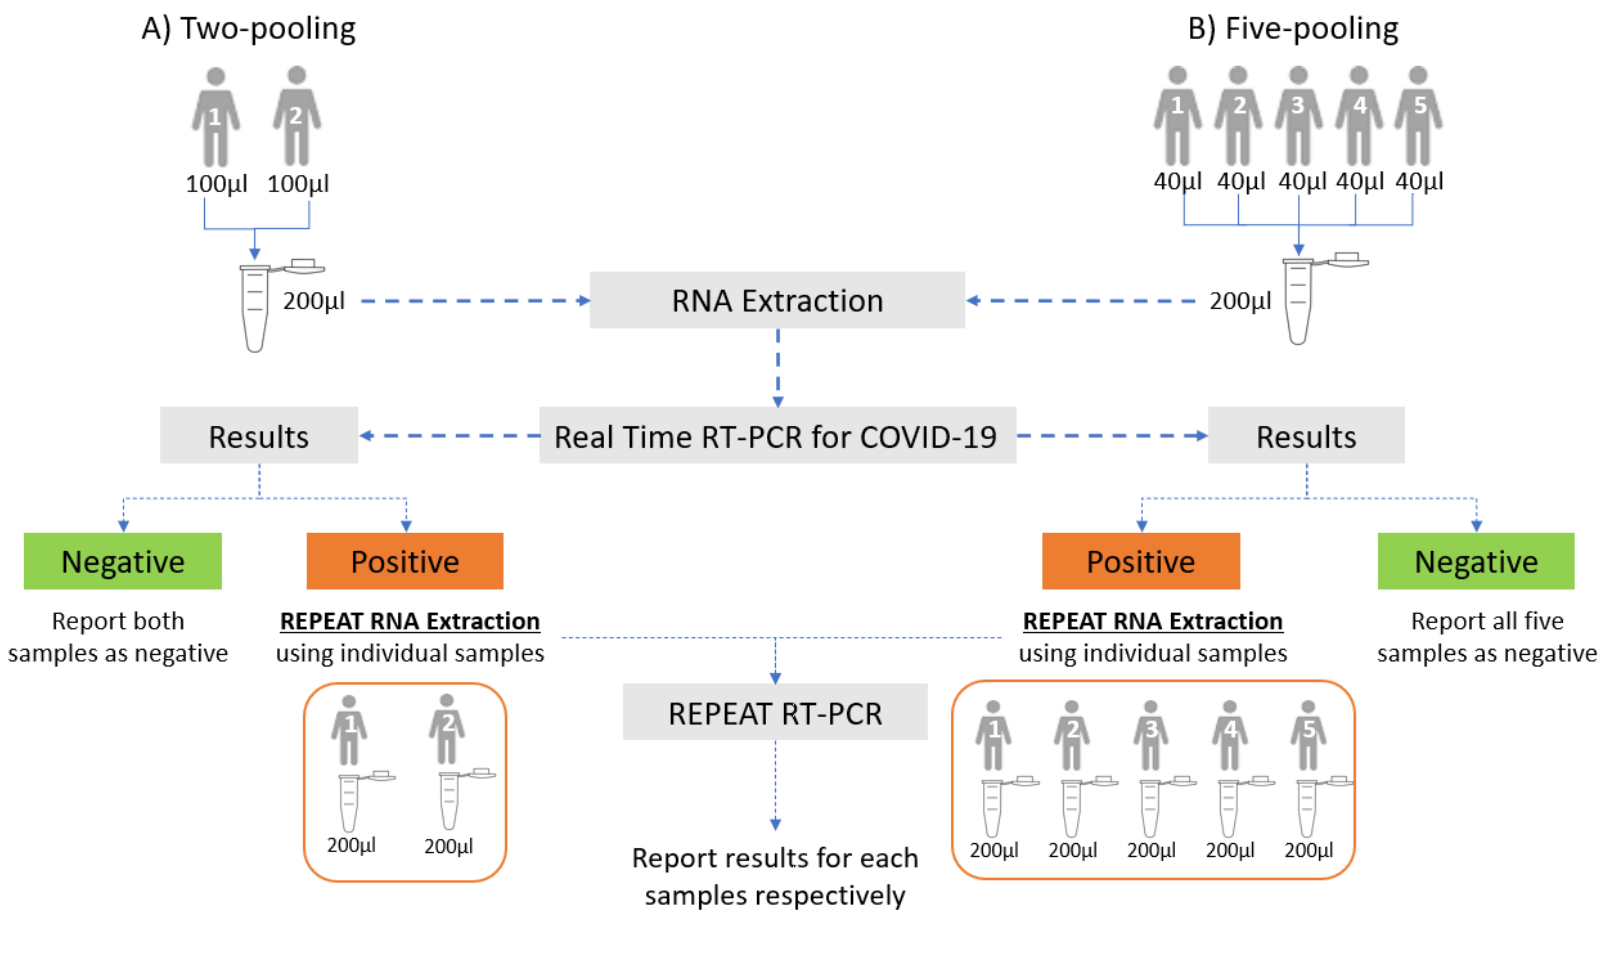 A) Two-pooling
B) Five-pooling
1 2
1 2 3 4 5
100µl 100µl
40µl 40µl 40µl 40µl 40µl
200µl
RNA Extraction
200µl
Results
Real Time RT-PCR for COVID-19
Results
Negative
Positive
Positive
Negative
Report both
samples as negative
REPEAT RNA Extraction
using individual samples
REPEAT RNA Extraction
using individual samples
Report all five
samples as negative
1 2
200µl 200µl
REPEAT RT-PCR
1 2 3 4 5
200µl 200µl 200µl 200µl 200µl
Report results for each
samples respectively